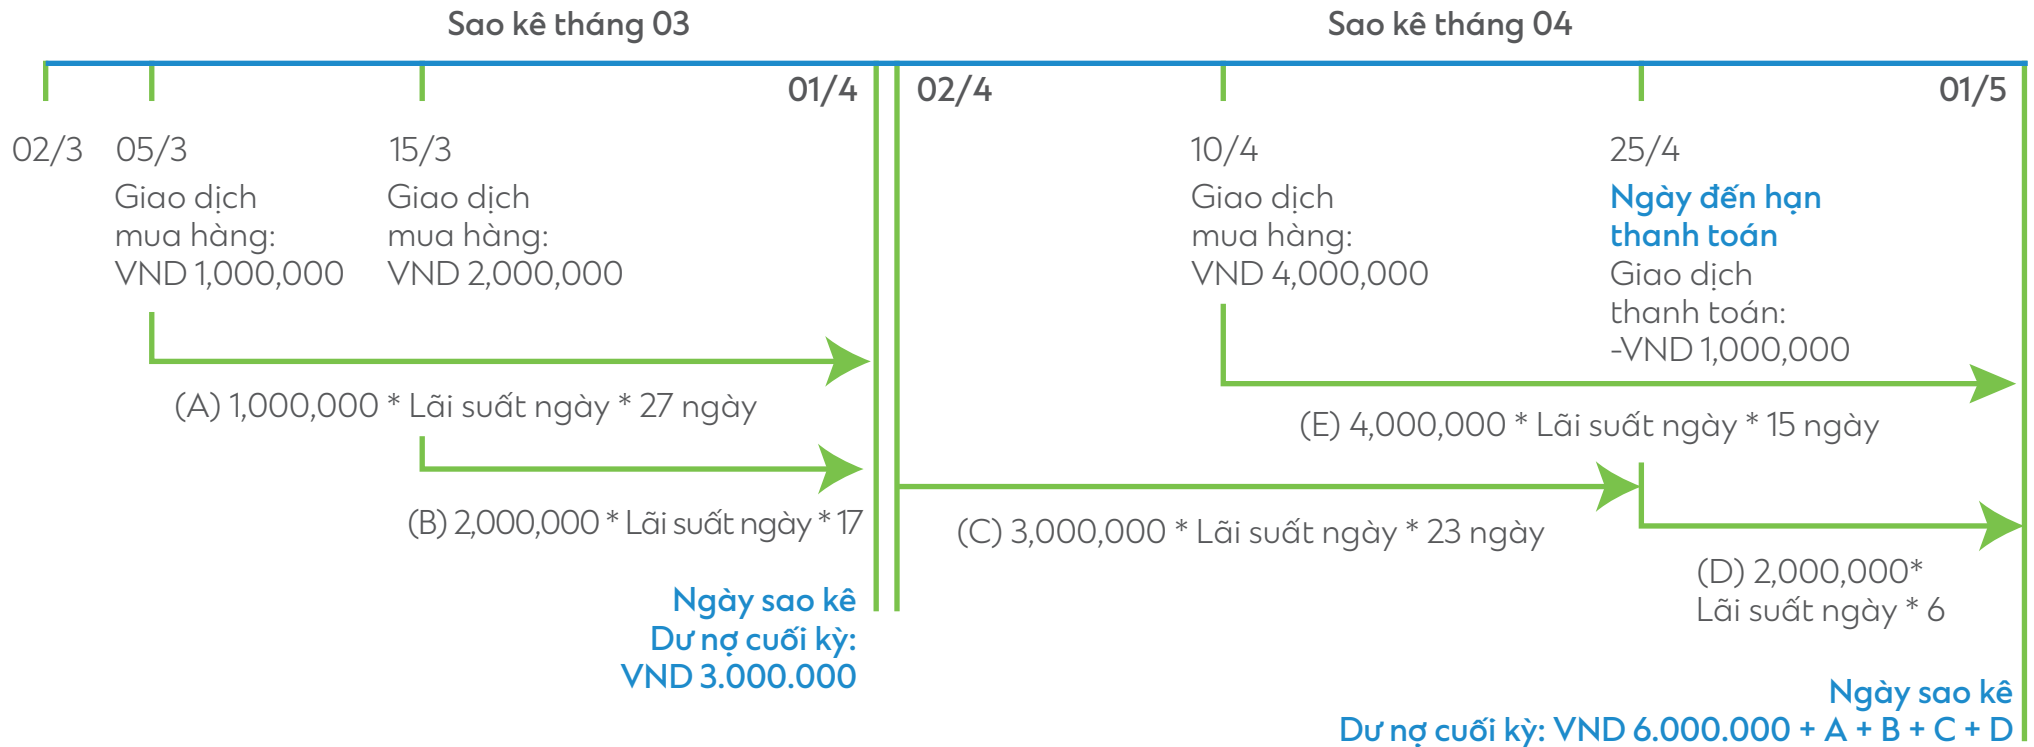 Sao kê tháng 03
Sao kê tháng 04
01/4
02/4
01/5
02/3
05/3
Giao dịch
mua hàng:
VND 1,000,000
15/3
Giao dịch
mua hàng:
VND 2,000,000
10/4
Giao dịch
mua hàng:
VND 4,000,000
25/4
Ngày đến hạn
thanh toán
Giao dịch
thanh toán:
-VND 1,000,000
(A) 1,000,000 * Lãi suất ngày * 27 ngày
(E) 4,000,000 * Lãi suất ngày * 15 ngày
(B) 2,000,000 * Lãi suất ngày * 17
(C) 3,000,000 * Lãi suất ngày * 23 ngày
(D) 2,000,000*
Lãi suất ngày * 6
Ngày sao kê
Dư nợ cuối kỳ:
VND 3.000.000
Ngày sao kê
Dư nợ cuối kỳ: VND 6.000.000 + A + B + C + D